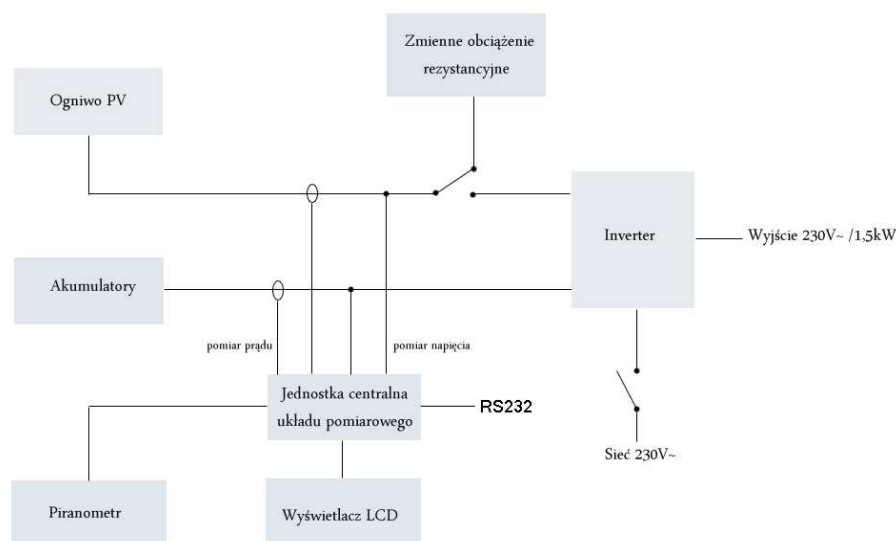 Zmienne obciążenie
rezystancyjne
Ogniwo PV
Inverter
Wyjście 230V~ /1,5kW
Akumulatory
pomiar prądu
pomiar napięcia
Jednostka centralna
układu pomiarowego
RS232
Sieć 230V~
Piranometr
Wyświetlacz LCD